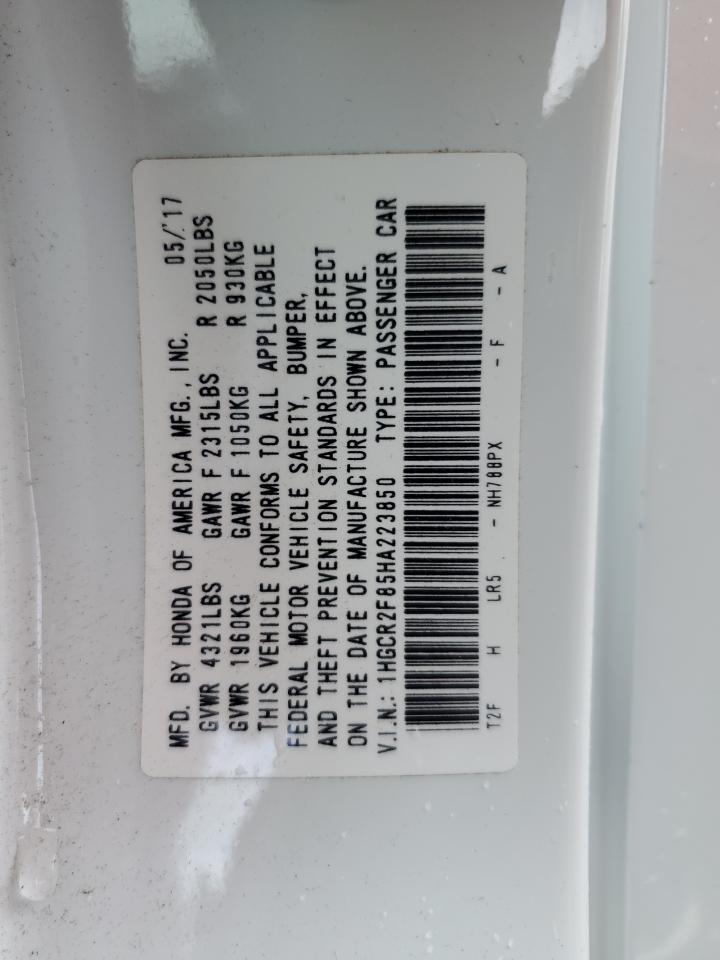 MFD. BY HONDA OF AMERICA MFG., INC. 05/'17
GVWR 4321LBS GAWR F 2315LBS R 2050LBS
GVWR 1960KG GAWR F 1050KG R 930KG
THIS VEHICLE CONFORMS TO ALL APPLICABLE
FEDERAL MOTOR VEHICLE SAFETY, BUMPER,
AND THEFT PREVENTION STANDARDS IN EFFECT
ON THE DATE OF MANUFACTURE SHOWN ABOVE.
V.I.N.: 1HGCR2F85HA223850 TYPE: PASSENGER CAR
T2F H LR5 - NH788PX - F - A